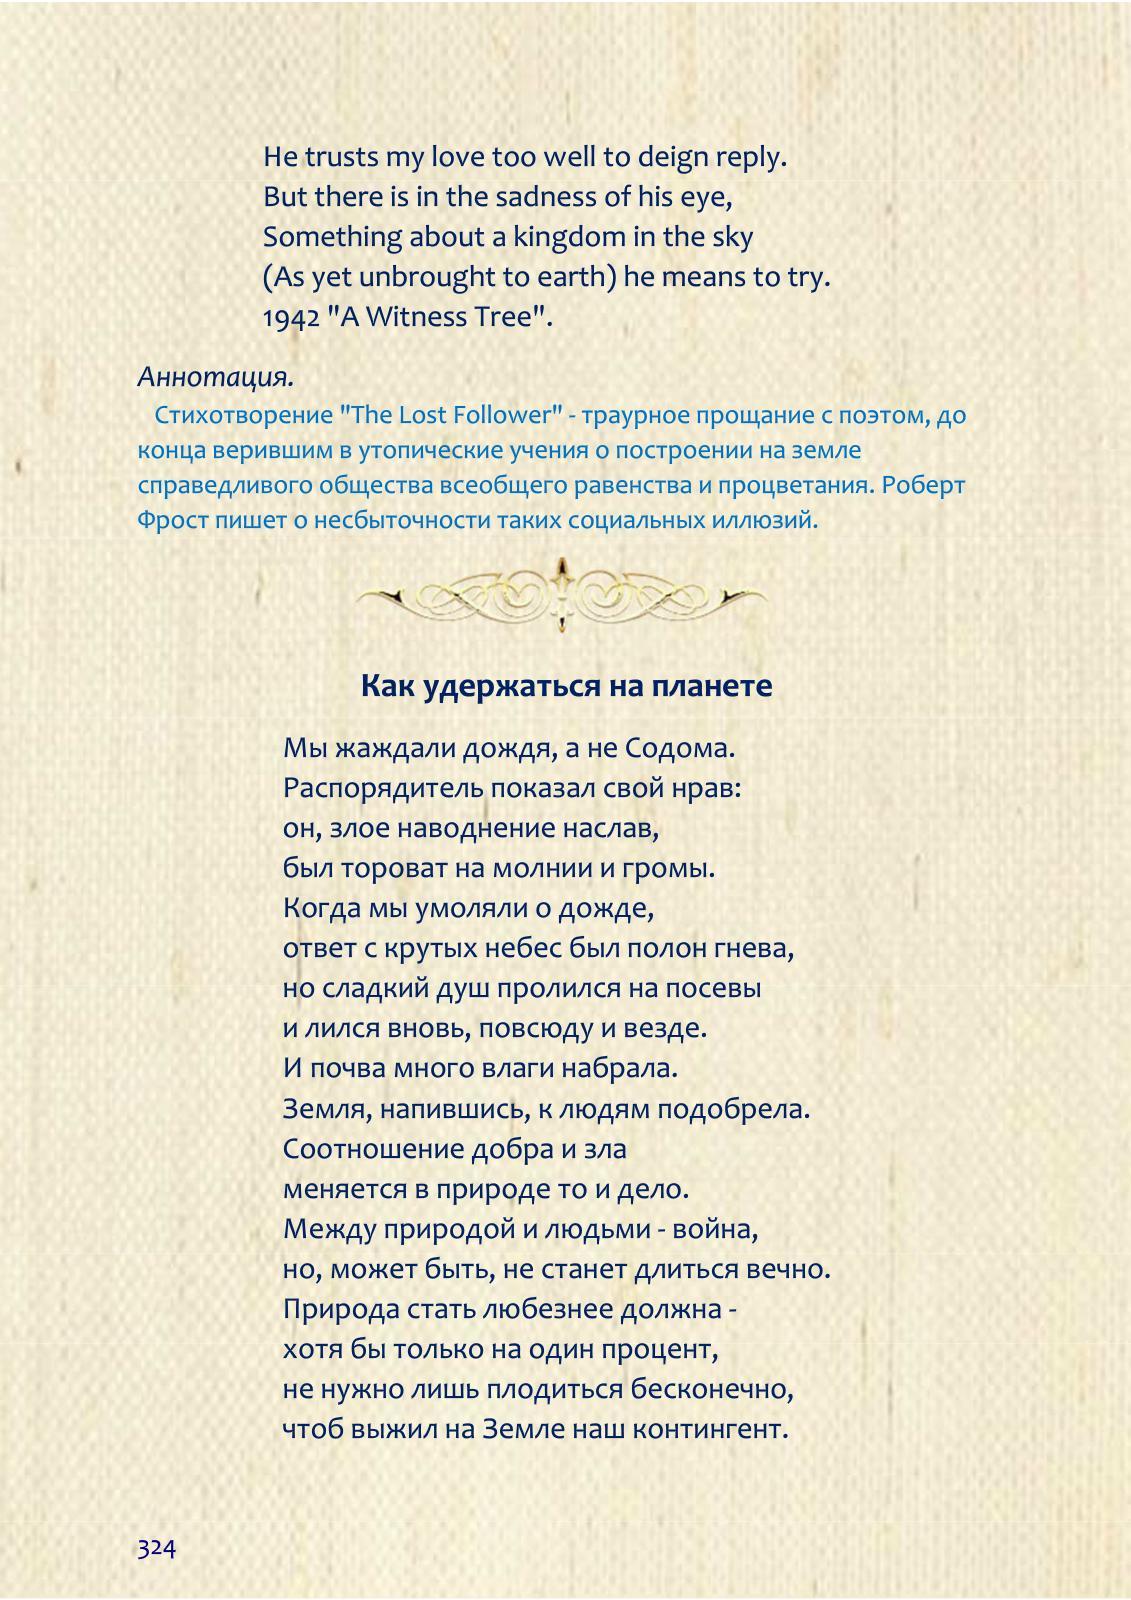 He trusts my love too well to deign reply.
But there is in the sadness of his eye,
Something about a kingdom in the sky
(As yet unbrought to earth) he means to try.
1942 "A Witness Tree".
Аннотация.
Стихотворение "The Lost Follower" - траурное прощание с поэтом, до
конца верившим в утопические учения о построении на земле
справедливого общества всеобщего равенства и процветания. Роберт
Фрост пишет о несбыточности таких социальных иллюзий.
Как удержаться на планете
Мы жаждали дождя, а не Содома.
Распорядитель показал свой нрав:
он, злое наводнение наслав,
был тороват на молнии и громы.
Когда мы умоляли о дожде,
ответ с крутых небес был полон гнева,
но сладкий душ пролился на посевы
и лился вновь, повсюду и везде.
И почва много влаги набрала.
Земля, напившись, к людям подобрела.
Соотношение добра и зла
меняется в природе то и дело.
Между природой и людьми - война,
но, может быть, не станет длиться вечно.
Природа стать любезнее должна -
хотя бы только на один процент,
не нужно лишь плодиться бесконечно,
чтоб выжил на Земле наш контингент.
324